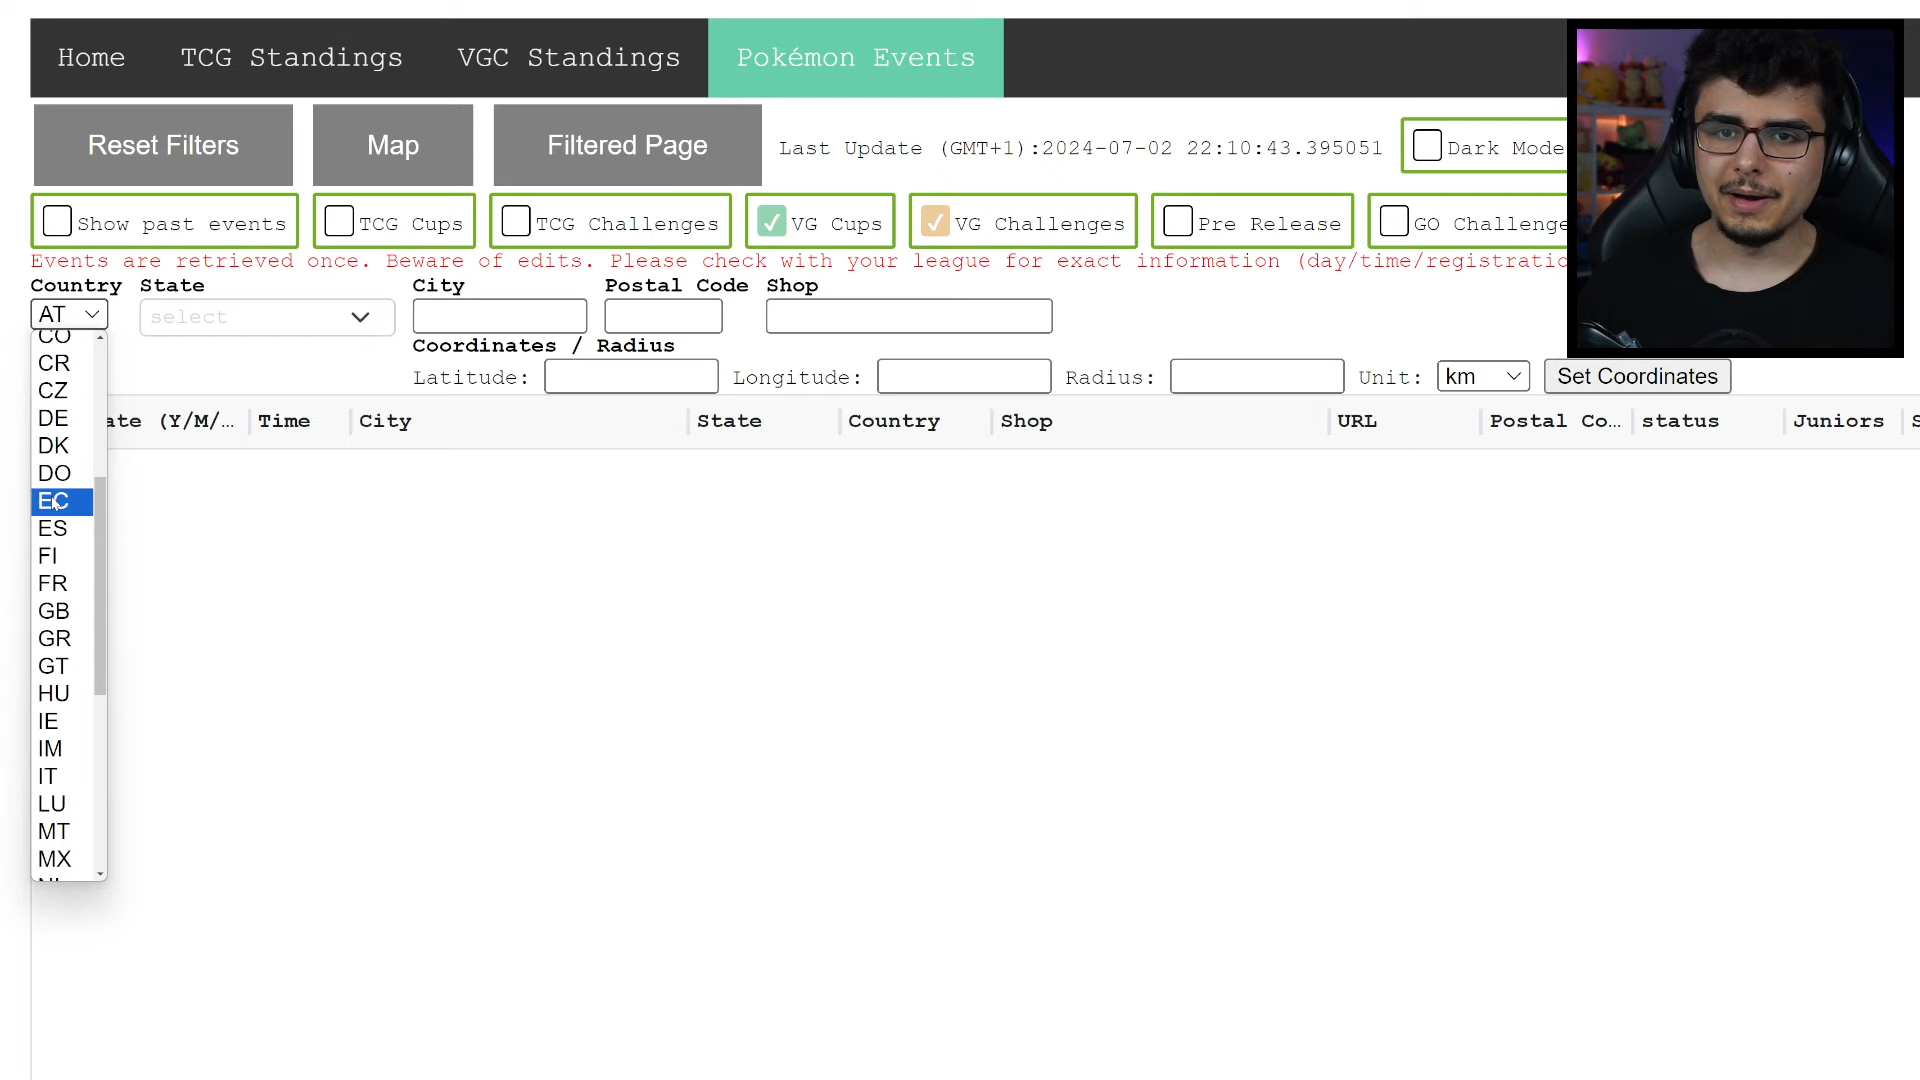 Home TCG Standings VGC Standings Pokémon Events
Reset Filters Map Filtered Page Last Update (GMT+1):2024-07-02 22:10:43.395051 Dark Mode
Show past events TCG Cups TCG Challenges VG Cups VG Challenges Pre Release GO Challenge
Events are retrieved once. Beware of edits. Please check with your league for exact information (day/time/registratio
Country State City Postal Code Shop
AT select
Coordinates / Radius
Latitude: Longitude: Radius: Unit: km Set Coordinates
ate (Y/M/... Time City State Country Shop URL Postal Co... status Juniors S
CO
CR
CZ
DE
DK
DO
EC
ES
FI
FR
GB
GR
GT
HU
IE
IM
IT
LU
MT
MX